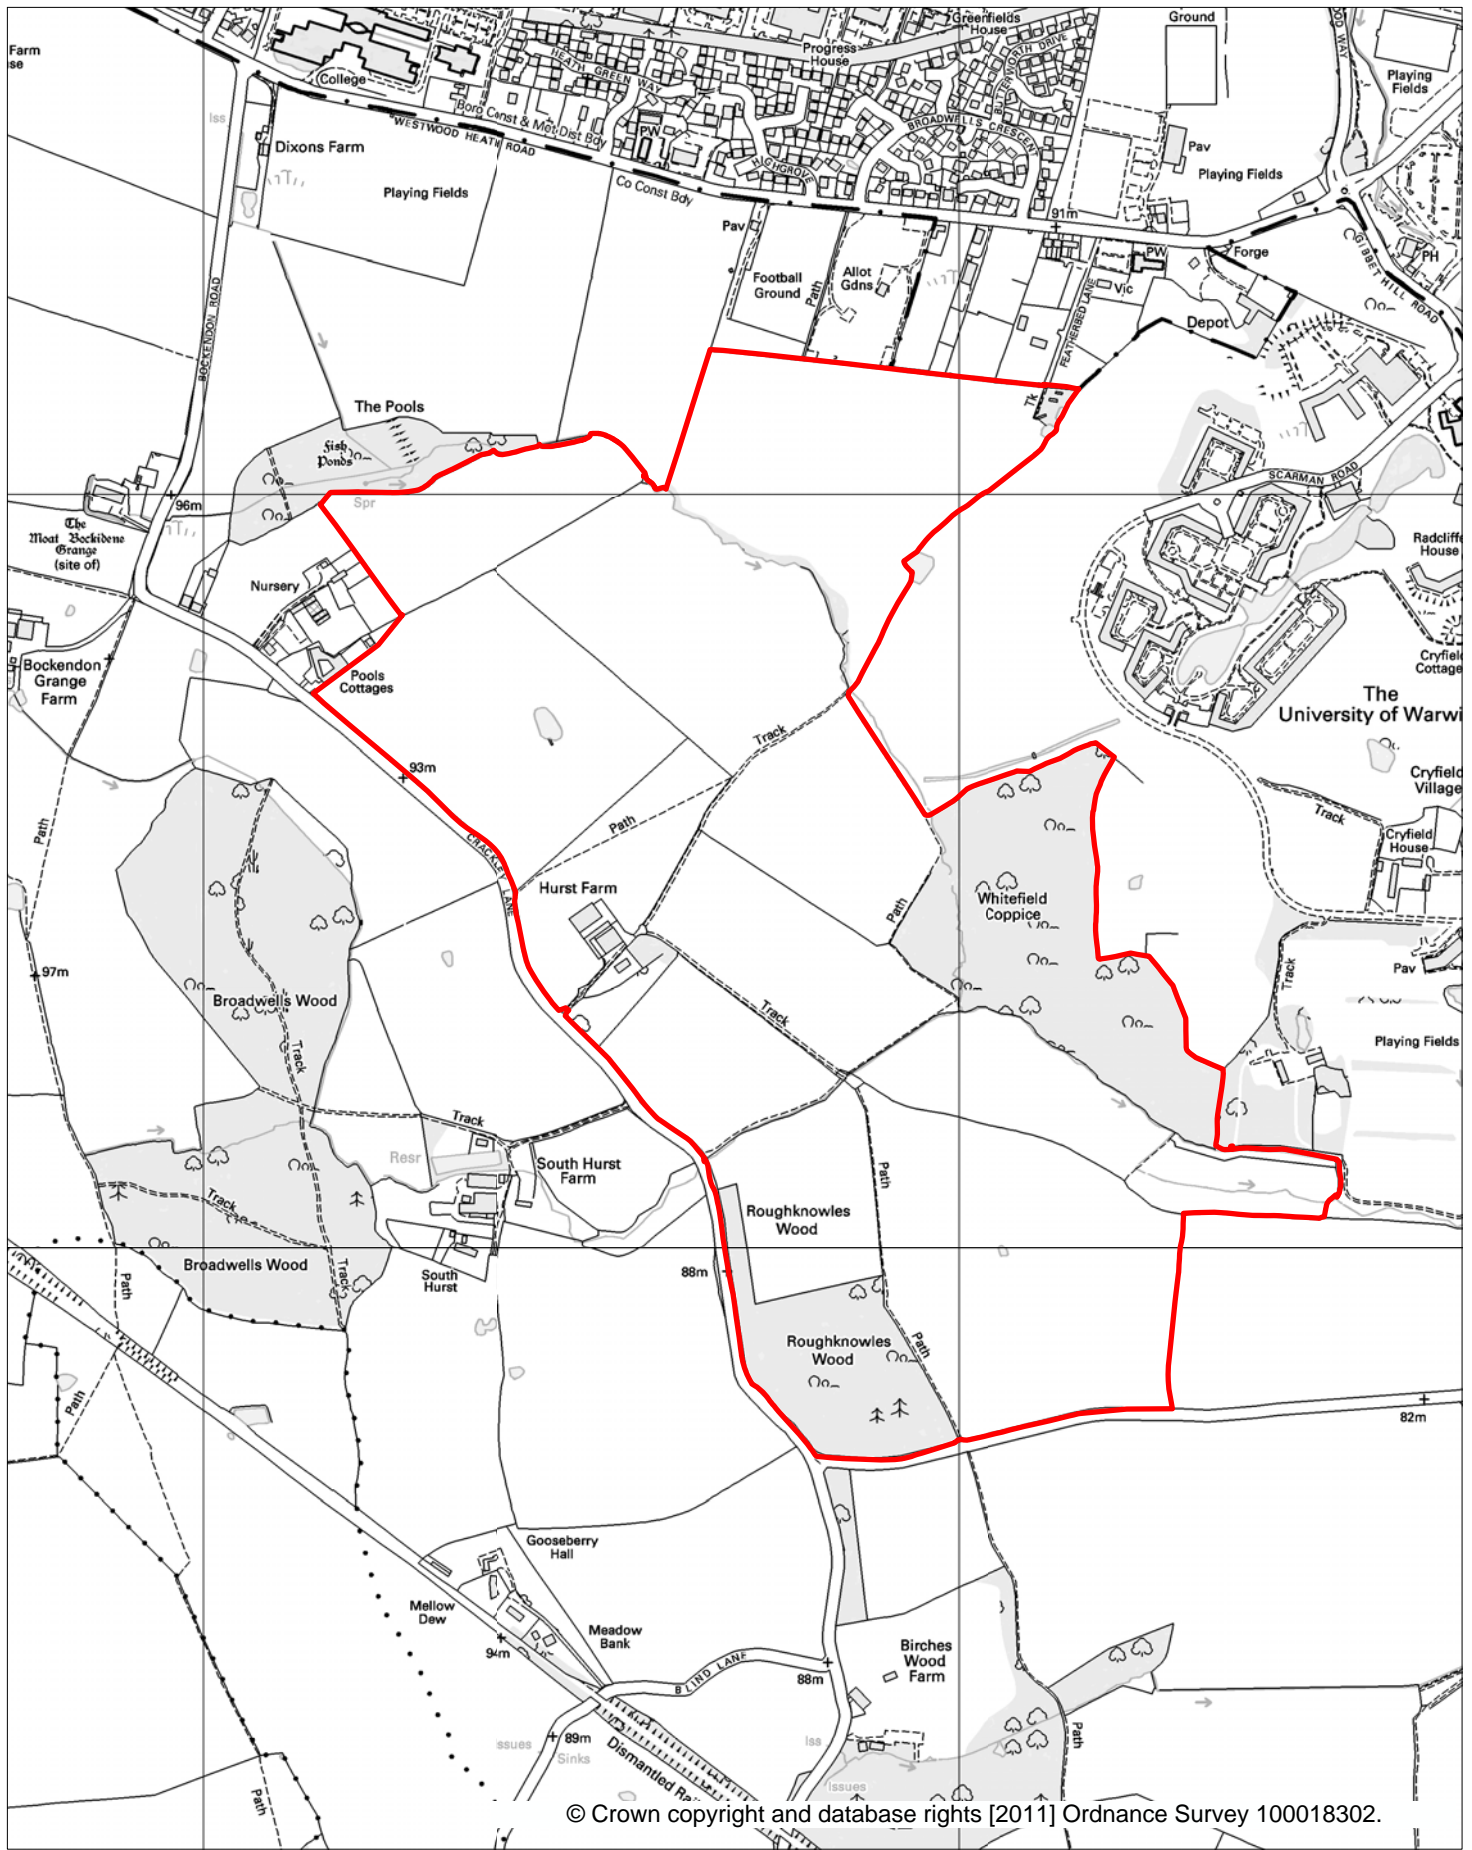 Farm
se
College
Iss
Dixons Farm
Boro Const & Met Dist Bdy
WESTWOOD HEATH ROAD
HEATH GREEN WAY
PW
Playing Fields
Co Const Bdy
Progress
House
Greenfields
House
BUTTERWORTH DRIVE
BROADWELLS CRESCENT
Ground
Playing
Fields
Pav
Playing Fields
91m
Pav
Football
Ground
Path
Allot
Gdns
FEATHERBED LANE
PW
Vic
Forge
Depot
GIBBET HILL ROAD
PH
Tk
BOCKENDON ROAD
The Pools
Fish
Ponds
Spr
96m
The
Moat Bockidene
Grange
(site of)
Nursery
Bockendon
Grange
Farm
Pools
Cottages
SCARMAN ROAD
Radcliffe
House
Cryfield
Cottage
The
University of Warwi
Cryfield
Village
Track
Cryfield
House
Track
93m
Path
Path
CRACKLEY LANE
Hurst Farm
Path
Whitefield
Coppice
Track
Pav
Playing Fields
97m
Broadwells Wood
Track
Track
Track
Resr
South Hurst
Farm
Path
Roughknowles
Wood
Track
Broadwells Wood
Track
Path
South
Hurst
88m
Roughknowles
Wood
Path
Path
82m
Gooseberry
Hall
Mellow
Dew
94m
Meadow
Bank
BLIND LANE
88m
Birches
Wood
Farm
Path
89m
Issues
Sinks
Iss
Issues
Dismantled Rai
Path
© Crown copyright and database rights [2011] Ordnance Survey 100018302.